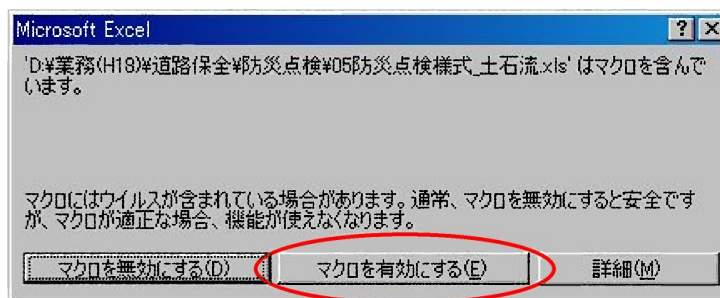 Microsoft Excel
'D:¥業務(H18)¥道路保全¥防災点検¥05防災点検様式_土石流.xls' はマクロを含んで
います。
マクロにはウイルスが含まれている場合があります。通常、マクロを無効にすると安全です
が、マクロが適正な場合、機能が使えなくなります。
マクロを無効にする(D) マクロを有効にする(E) 詳細(M)